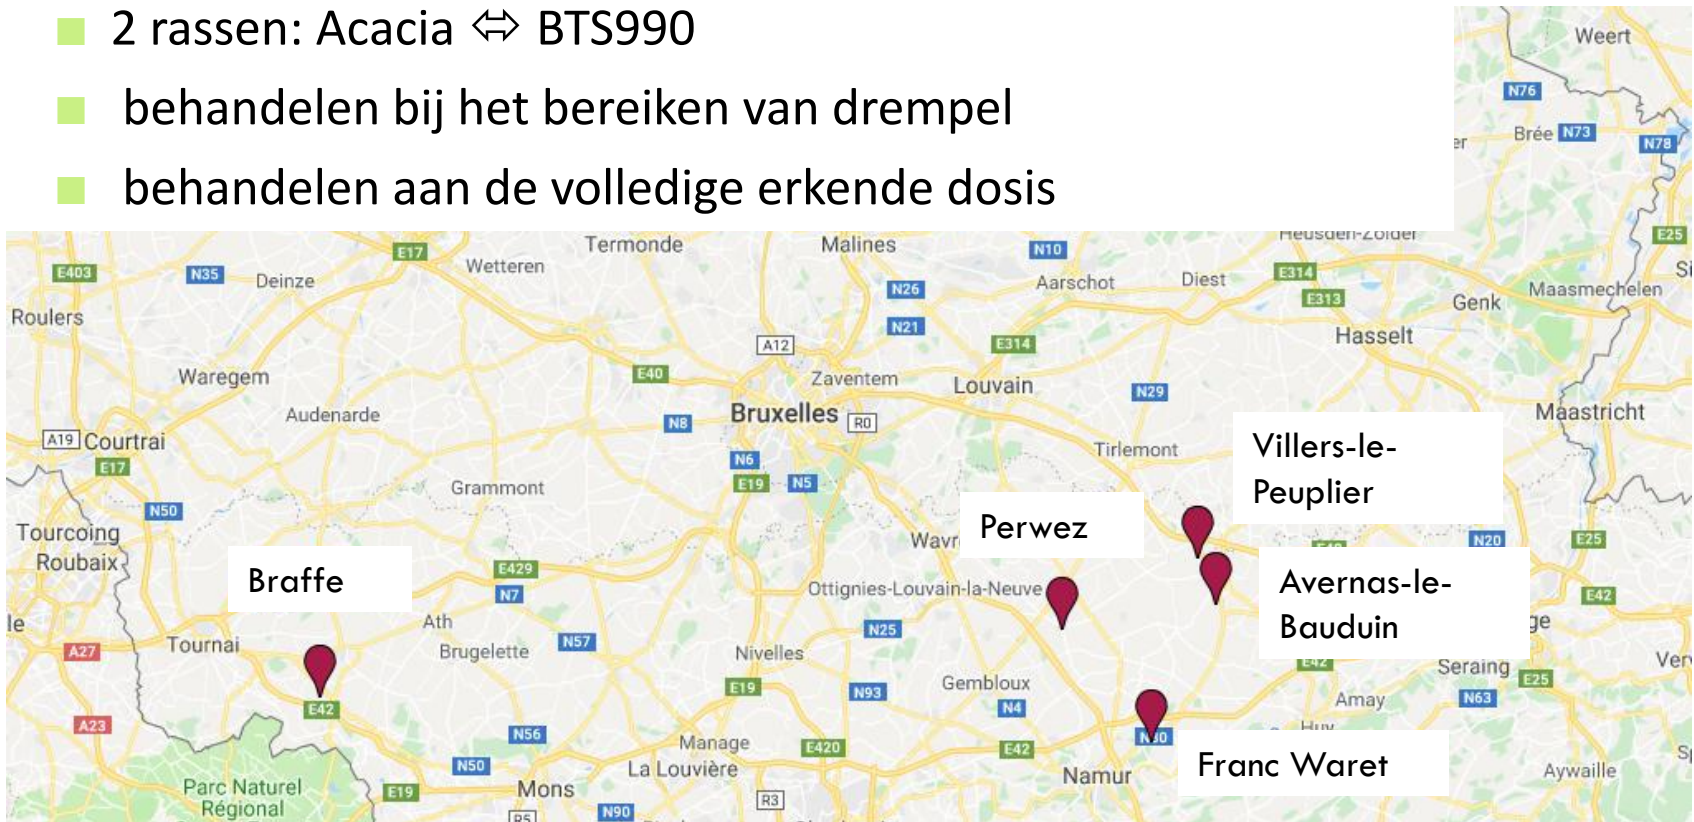 2 rassen: Acacia ⬄ BTS990
behandelen bij het bereiken van drempel
behandelen aan de volledige erkende dosis
Weert
N76
Brée N73
N78
E25
E403
N35
Deinze
E17
Wetteren
Termonde
Malines
N10
Heusden-Zolder
Aarschot
Diest
E314
E313
N26
N21
Genk
Maasmechelen
Roulers
Hasselt
A12
E314
Waregem
E40
Zaventem
Louvain
N29
Audenarde
Bruxelles
R0
N8
Maastricht
A19 Courtrai
E17
N6
E19
N5
Tirlemont
Villers-le-
Peuplier
Grammont
N50
Perwez
Tourcoing
Roubaix
N20
E25
Braffe
E429
N7
Ottignies-Louvain-la-Neuve
Avernas-le-
Bauduin
E42
Ath
Brugelette
N57
N25
Tournai
A27
Nivelles
E42
Seraing
E25
E19
N93
Gembloux
N4
Amay
N63
E42
A23
N56
Manage
E420
E42
Huy
Franc Waret
N50
La Louvière
Namur
Aywaille
Parc Naturel
Régional
E19
Mons
R3
R5
N90